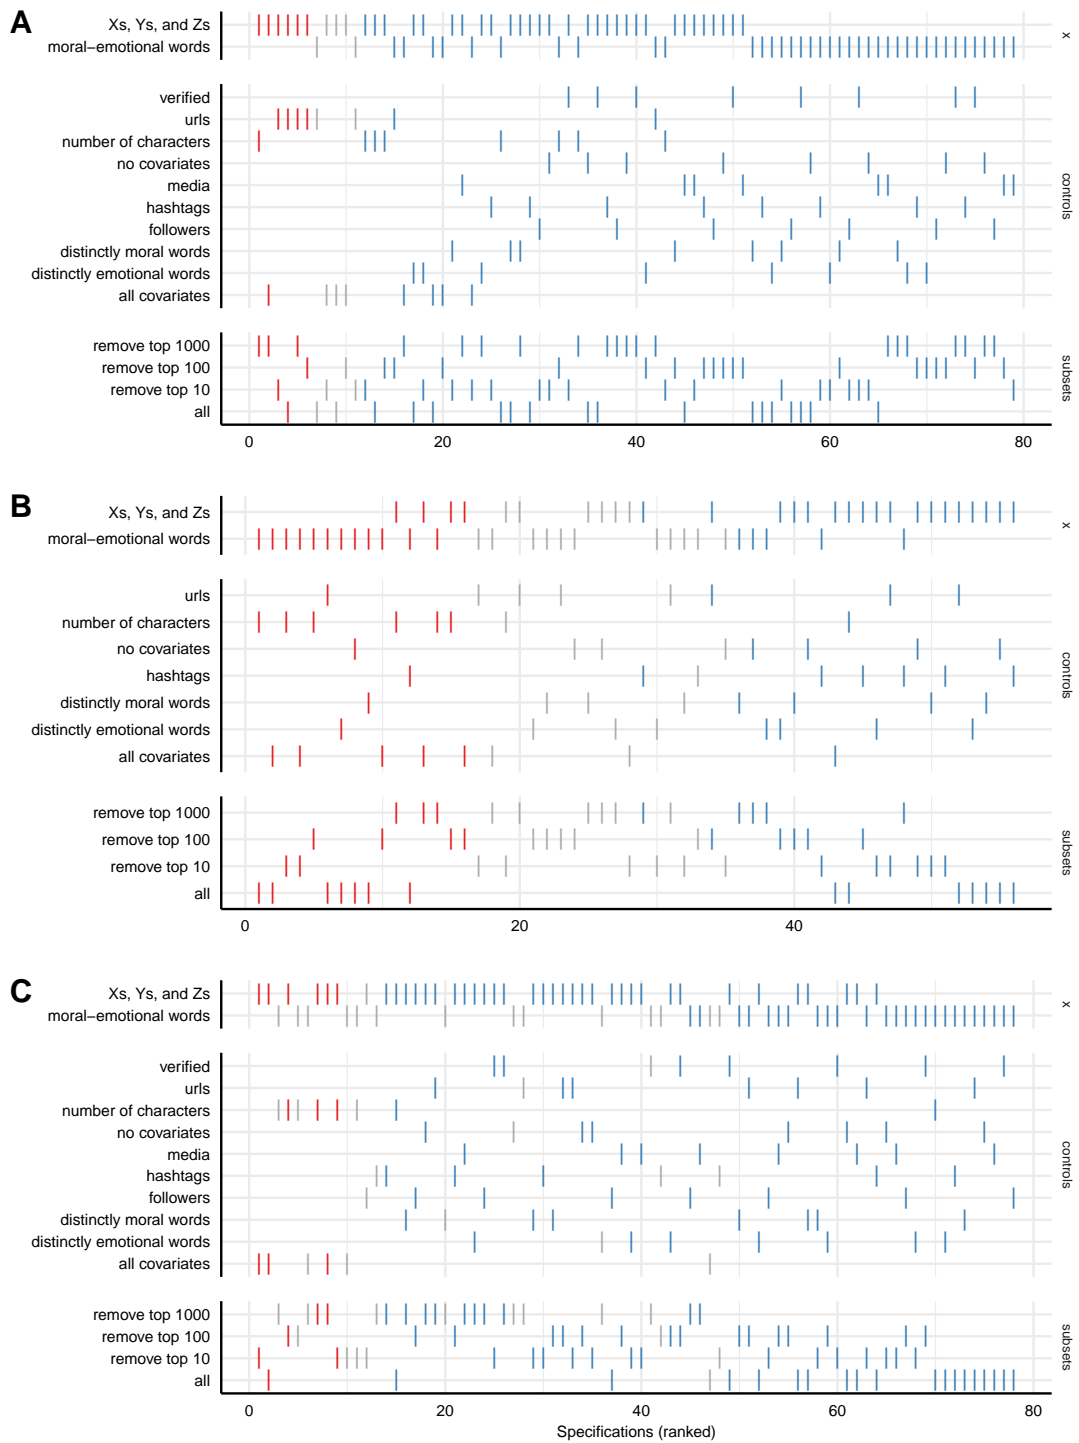 A
Xs, Ys, and Zs
moral−emotional words
x
verified
urls
number of characters
no covariates
media
hashtags
followers
distinctly moral words
distinctly emotional words
all covariates
controls
remove top 1000
remove top 100
remove top 10
all
subsets
0 20 40 60 80
B
Xs, Ys, and Zs
moral−emotional words
x
urls
number of characters
no covariates
hashtags
distinctly moral words
distinctly emotional words
all covariates
controls
remove top 1000
remove top 100
remove top 10
all
subsets
0 20 40
C
Xs, Ys, and Zs
moral−emotional words
x
verified
urls
number of characters
no covariates
media
hashtags
followers
distinctly moral words
distinctly emotional words
all covariates
controls
remove top 1000
remove top 100
remove top 10
all
subsets
0 20 40 60 80
Specifications (ranked)